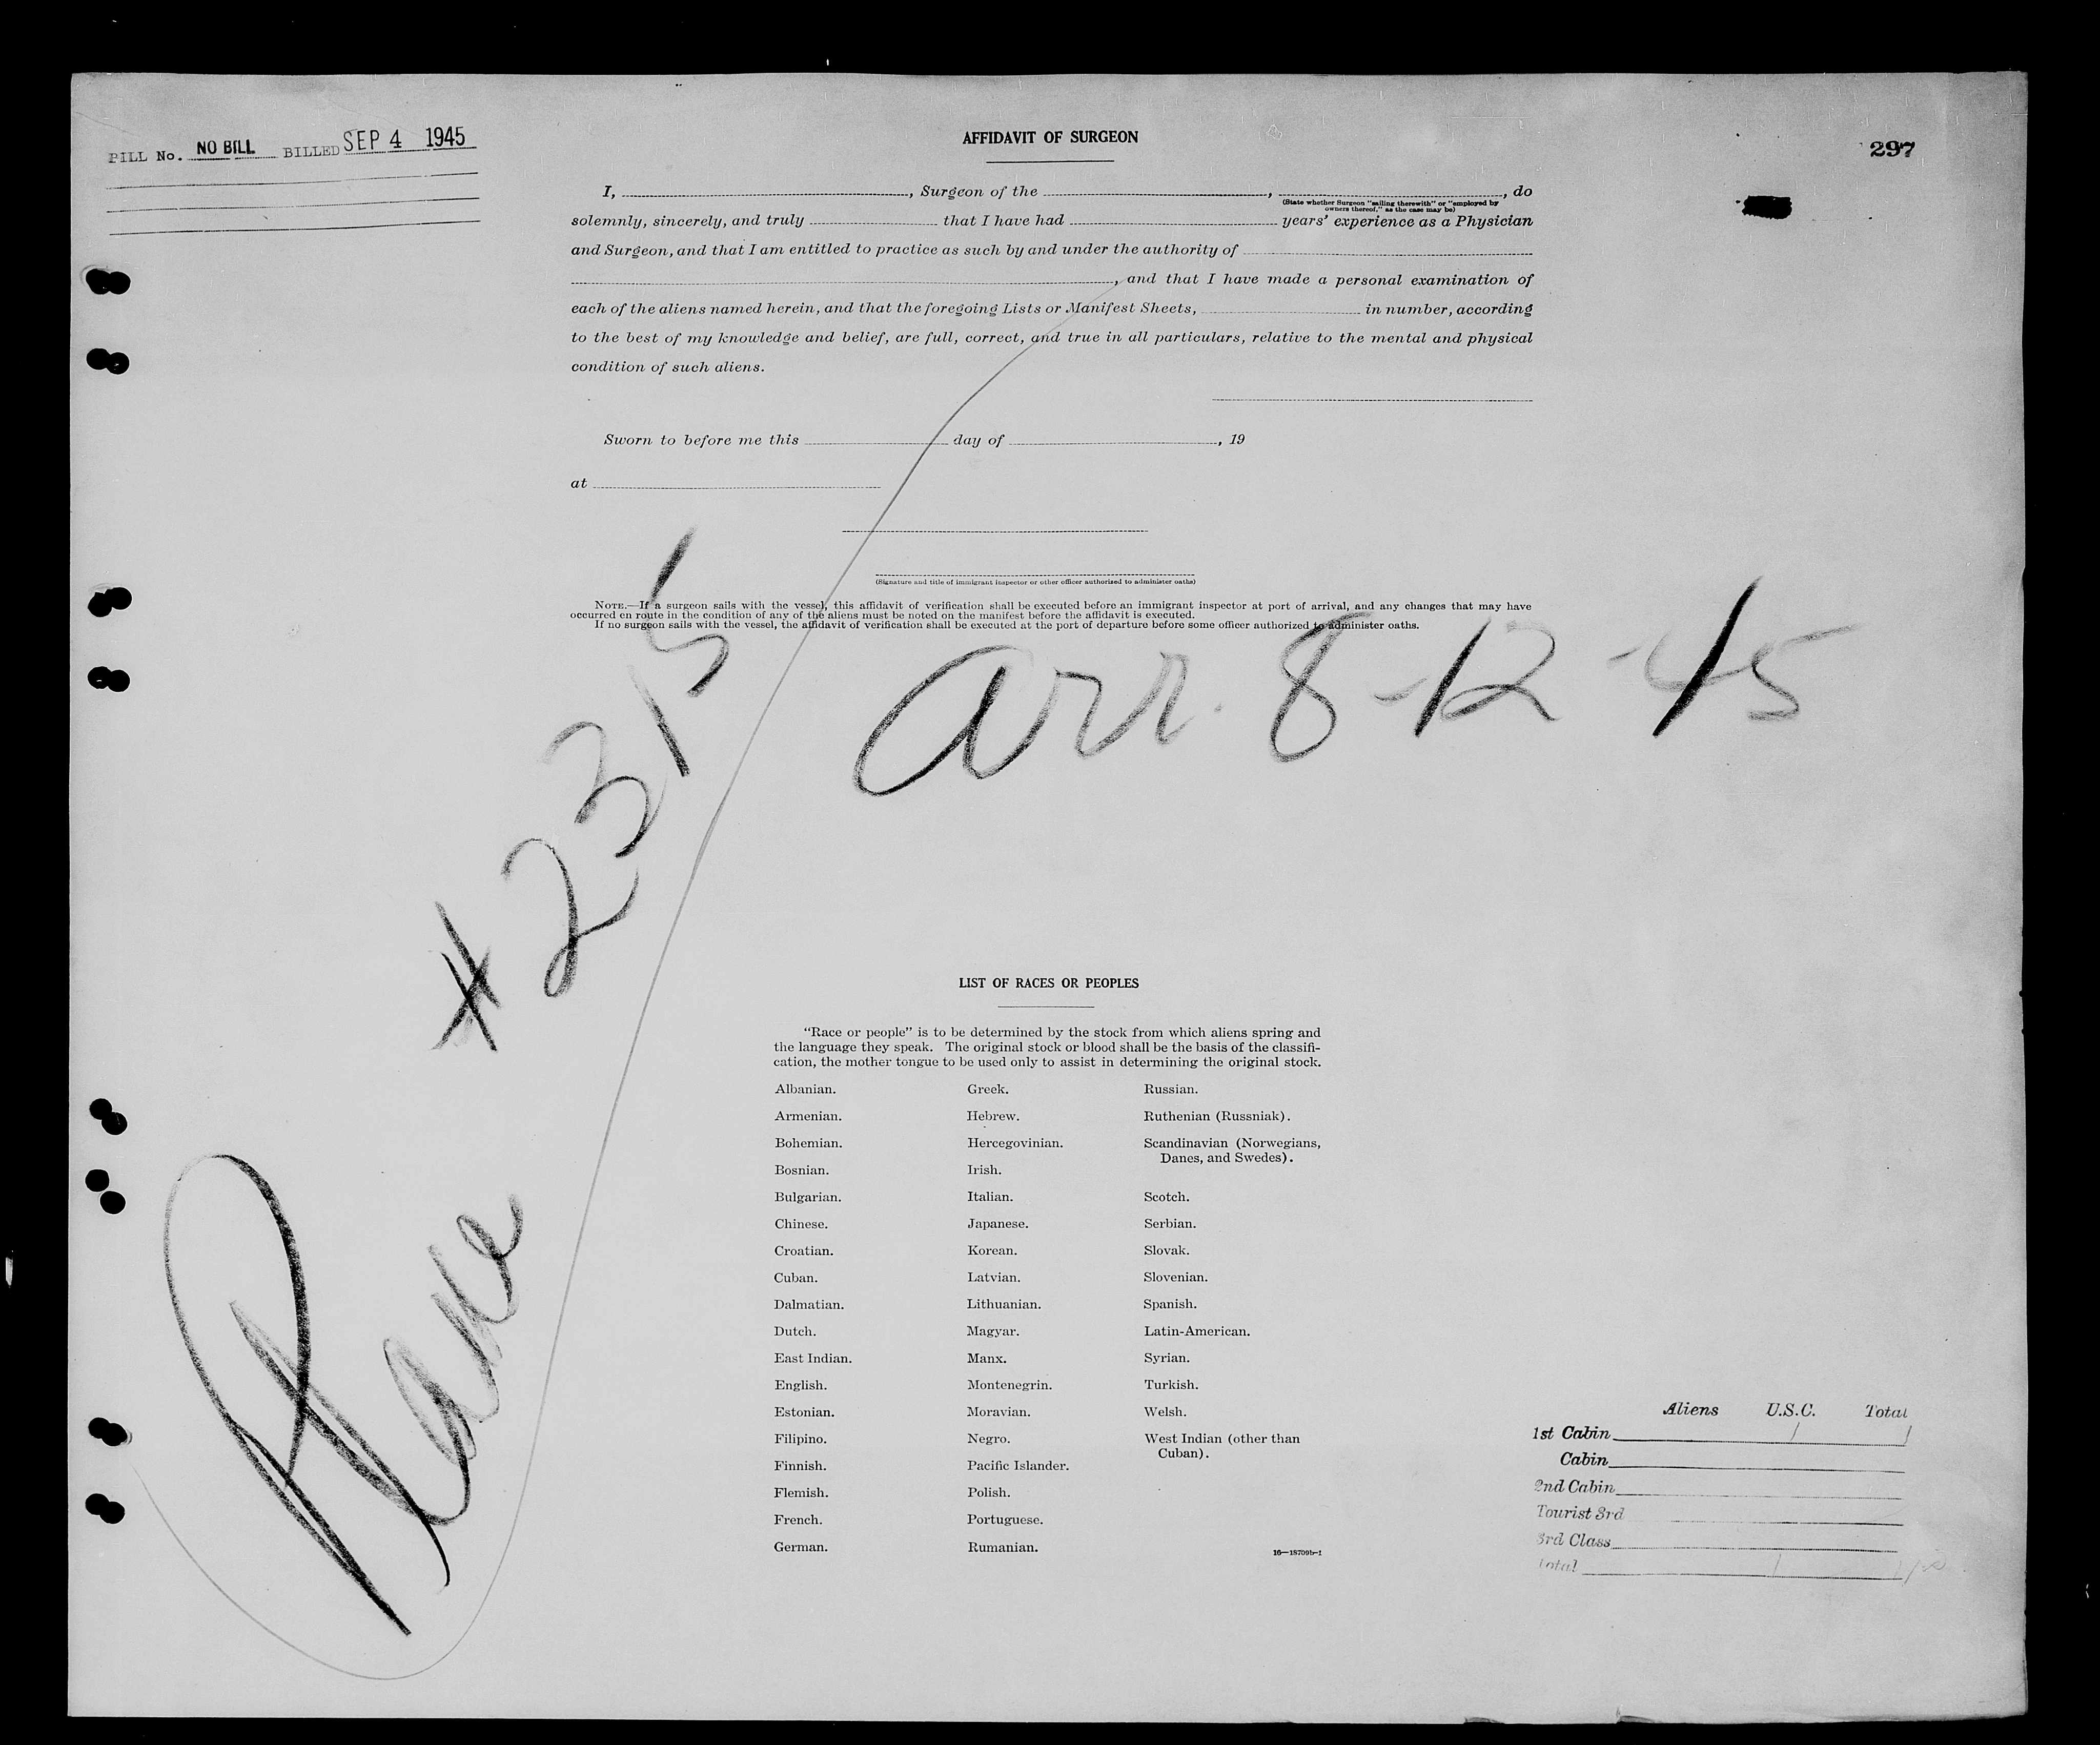 BILL No. NO BILL BILLED SEP 4 1945
AFFIDAVIT OF SURGEON
297
I, , Surgeon of the , , do
(State whether Surgeon "sailing therewith" or "employed by
owners thereof," as the case may be)
solemnly, sincerely, and truly that I have had years' experience as a Physician
and Surgeon, and that I am entitled to practice as such by and under the authority of
, and that I have made a personal examination of
each of the aliens named herein, and that the foregoing Lists or Manifest Sheets, in number, according
to the best of my knowledge and belief, are full, correct, and true in all particulars, relative to the mental and physical
condition of such aliens.
Sworn to before me this day of , 19
at
(Signature and title of immigrant inspector or other officer authorized to administer oaths)
NOTE.—If a surgeon sails with the vessel, this affidavit of verification shall be executed before an immigrant inspector at port of arrival, and any changes that may have
occurred en route in the condition of any of the aliens must be noted on the manifest before the affidavit is executed.
If no surgeon sails with the vessel, the affidavit of verification shall be executed at the port of departure before some officer authorized to administer oaths.
arr. 8-12-45
Plane # 2315
LIST OF RACES OR PEOPLES
"Race or people" is to be determined by the stock from which aliens spring and
the language they speak. The original stock or blood shall be the basis of the classifi-
cation, the mother tongue to be used only to assist in determining the original stock.
Albanian. Greek. Russian.
Armenian. Hebrew. Ruthenian (Russniak).
Bohemian. Hercegovinian. Scandinavian (Norwegians,
Danes, and Swedes).
Bosnian. Irish.
Bulgarian. Italian. Scotch.
Chinese. Japanese. Serbian.
Croatian. Korean. Slovak.
Cuban. Latvian. Slovenian.
Dalmatian. Lithuanian. Spanish.
Dutch. Magyar. Latin-American.
East Indian. Manx. Syrian.
English. Montenegrin. Turkish.
Estonian. Moravian. Welsh.
Filipino. Negro. West Indian (other than
Cuban).
Finnish. Pacific Islander.
Flemish. Polish.
French. Portuguese.
German. Rumanian.
16—18709b-1
Aliens U.S.C. Total
1st Cabin 1 1
Cabin
2nd Cabin
Tourist 3rd
3rd Class
Total 1 1